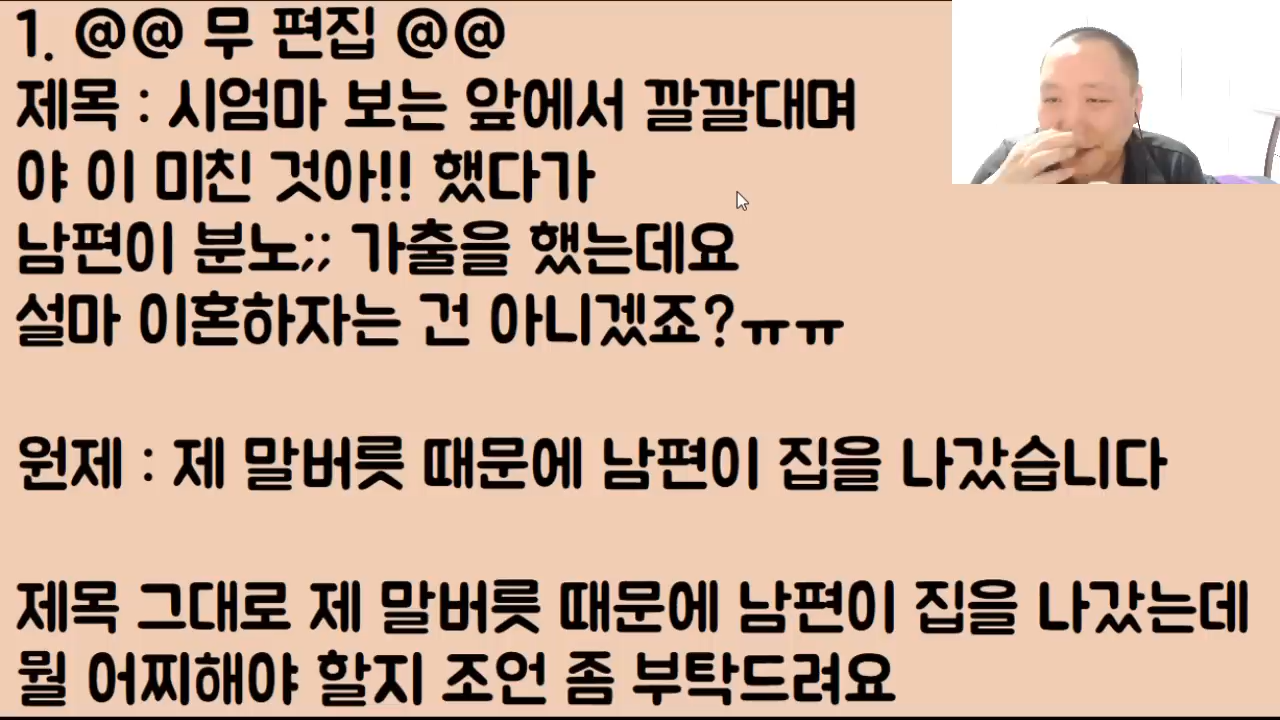 1. @@ 무 편집 @@
제목 : 시엄마 보는 앞에서 깔깔대며
야 이 미친 것아!! 했다가
남편이 분노;; 가출을 했는데요
설마 이혼하자는 건 아니겠죠?ㅠㅠ
원제 : 제 말버릇 때문에 남편이 집을 나갔습니다
제목 그대로 제 말버릇 때문에 남편이 집을 나갔는데
뭘 어찌해야 할지 조언 좀 부탁드려요